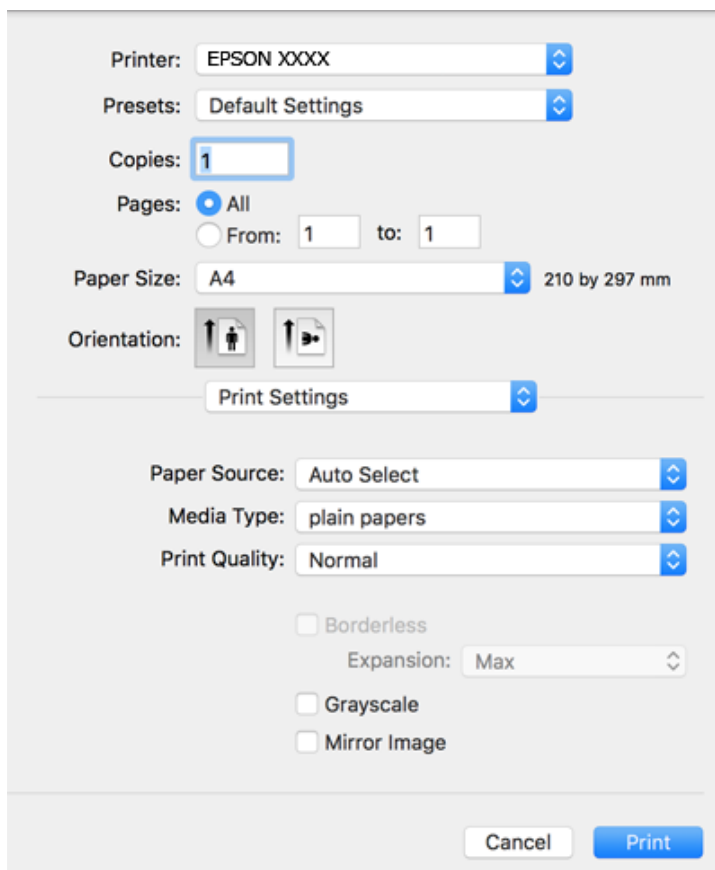 Printer: EPSON XXXX
Presets: Default Settings
Copies: 1
Pages: All
From: 1 to: 1
Paper Size: A4 210 by 297 mm
Orientation:
Print Settings
Paper Source: Auto Select
Media Type: plain papers
Print Quality: Normal
Borderless
Expansion: Max
Grayscale
Mirror Image
Cancel Print